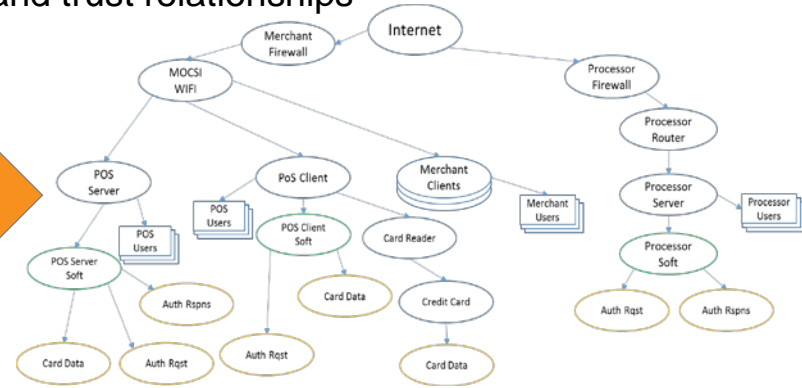 and trust relationships
Internet
Merchant
Firewall
MOCSI
WIFI
Processor
Firewall
Processor
Router
POS
Server
PoS Client
Merchant
Clients
Processor
Server
POS
Users
POS
Users
Merchant
Users
Processor
Users
POS Server
Soft
POS Client
Soft
Card Reader
Processor
Soft
Auth Rspns
Card Data
Credit Card
Auth Rqst
Auth Rspns
Card Data
Auth Rqst
Auth Rqst
Card Data